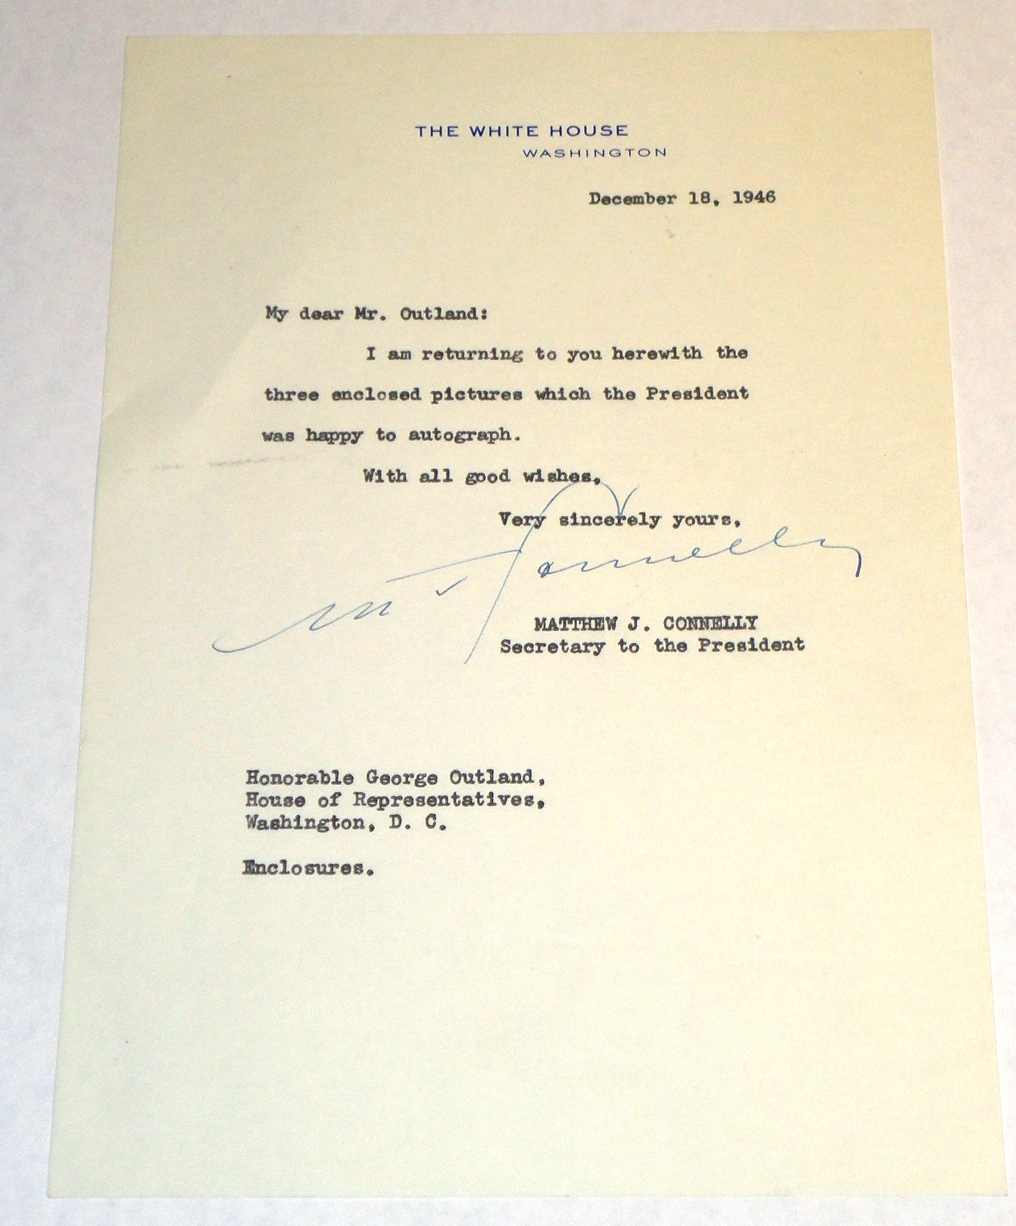 THE WHITE HOUSE
WASHINGTON
December 18, 1946
My dear Mr. Outland:
I am returning to you herewith the
three enclosed pictures which the President
was happy to autograph.
With all good wishes,
Very sincerely yours,
M J Connelly
MATTHEW J. CONNELLY
Secretary to the President
Honorable George Outland,
House of Representatives,
Washington, D. C.
Enclosures.